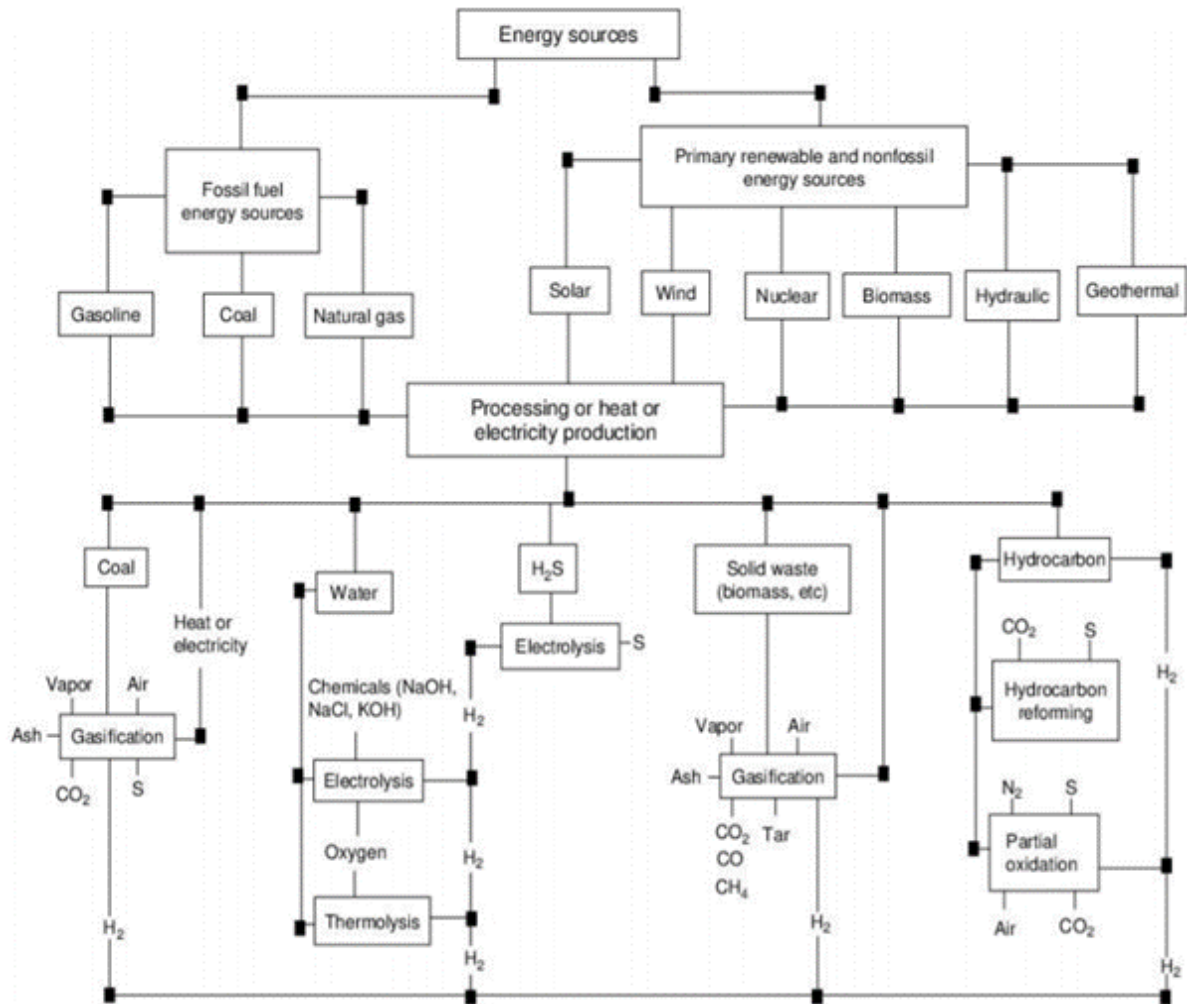 Energy sources
Primary renewable and nonfossil
energy sources
Fossil fuel
energy sources
Solar
Wind
Nuclear
Biomass
Hydraulic
Geothermal
Gasoline
Coal
Natural gas
Processing or heat or
electricity production
Coal
Heat or
electricity
Vapor
Air
Ash
Gasification
CO₂
S
H₂
Water
Chemicals (NaOH,
NaCl, KOH)
Electrolysis
Oxygen
Thermolysis
H₂S
Electrolysis
S
H₂
H₂
H₂
Solid waste
(biomass, etc)
Vapor
Air
Ash
Gasification
CO₂
CO
CH₄
Tar
H₂
Hydrocarbon
CO₂
S
Hydrocarbon
reforming
H₂
N₂
S
Partial
oxidation
Air
CO₂
H₂